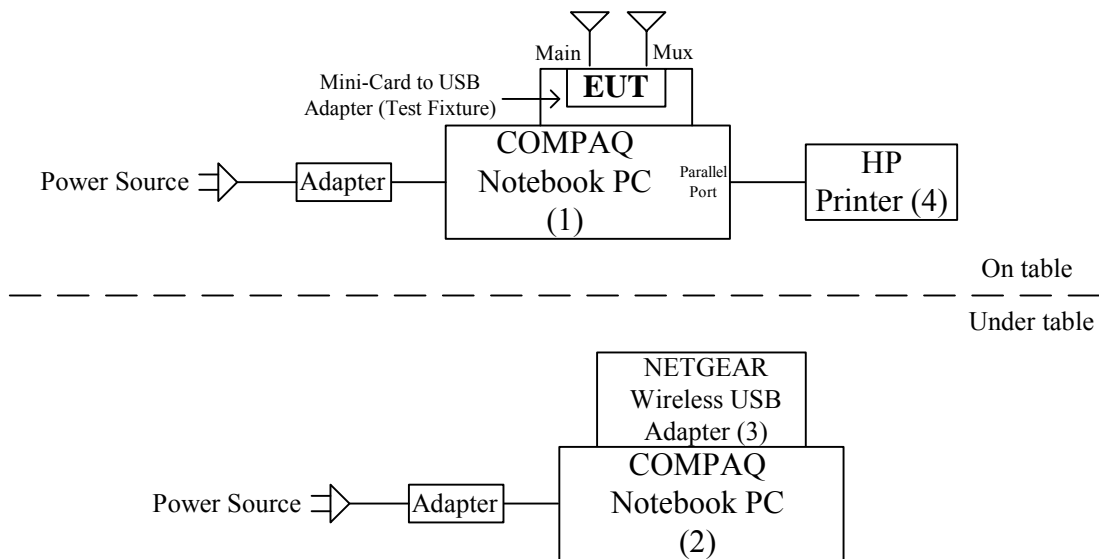 Main
Mux
Mini-Card to USB
Adapter (Test Fixture)
EUT
COMPAQ
Notebook PC
(1)
Parallel
Port
Power Source
Adapter
HP
Printer (4)
On table
Under table
NETGEAR
Wireless USB
Adapter (3)
COMPAQ
Notebook PC
(2)
Power Source
Adapter